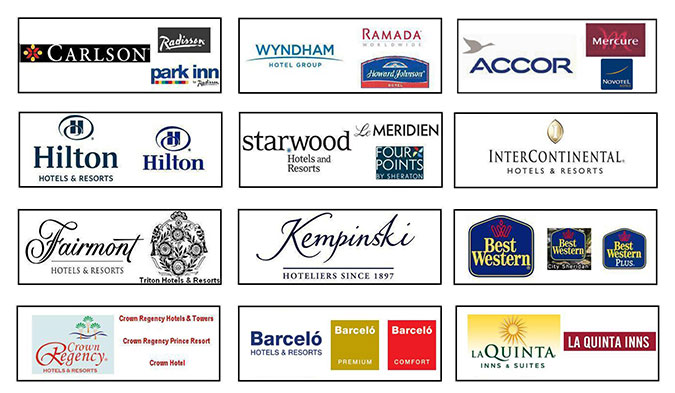 CARLSON
Radisson
park inn
by Radisson
WYNDHAM
HOTEL GROUP
RAMADA
WORLDWIDE
Howard Johnson
HOTEL
ACCOR
Mercure
NOVOTEL
Hilton
HOTELS & RESORTS
Hilton
starwood
Hotels and
Resorts
Le MERIDIEN
FOUR
POINTS
BY SHERATON
INTERCONTINENTAL®
HOTELS & RESORTS
Fairmont
HOTELS & RESORTS
Triton Hotels & Resorts
Kempinski
HOTELIERS SINCE 1897
Best
Western
Best
Western
City Sheridan
Best
Western
PLUS
Crown
Regency
HOTELS & RESORTS
Crown Regency Hotels & Towers
Crown Regency Prince Resort
Crown Hotel
Barceló
HOTELS & RESORTS
Barceló
PREMIUM
Barceló
COMFORT
LA QUINTA
INNS & SUITES
LA QUINTA INNS